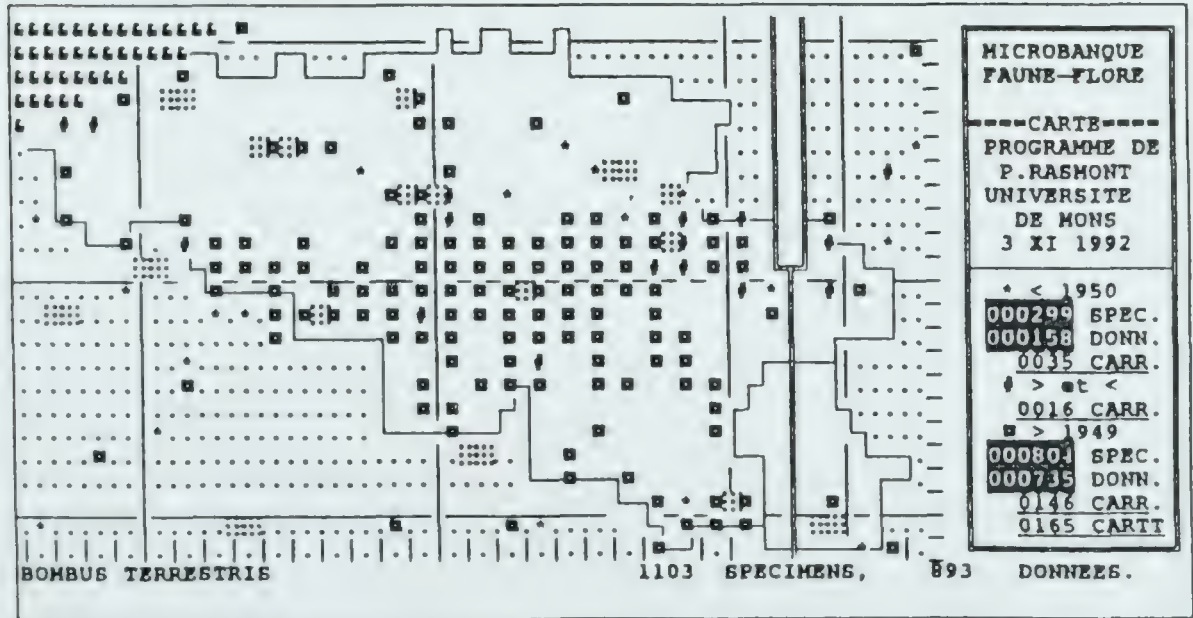 MICROBANQUE
FAUNE-FLORE
====CARTE====
PROGRAMME DE
P.RASMONT
UNIVERSITE
DE MONS
3 XI 1992
* < 1950
000299 SPEC.
000158 DONN.
0035 CARR.
> et <
0016 CARR.
> 1949
000804 SPEC.
000735 DONN.
0146 CARR.
0165 CARTT
BOMBUS TERRESTRIS 1103 SPECIMENS, 893 DONNEES.